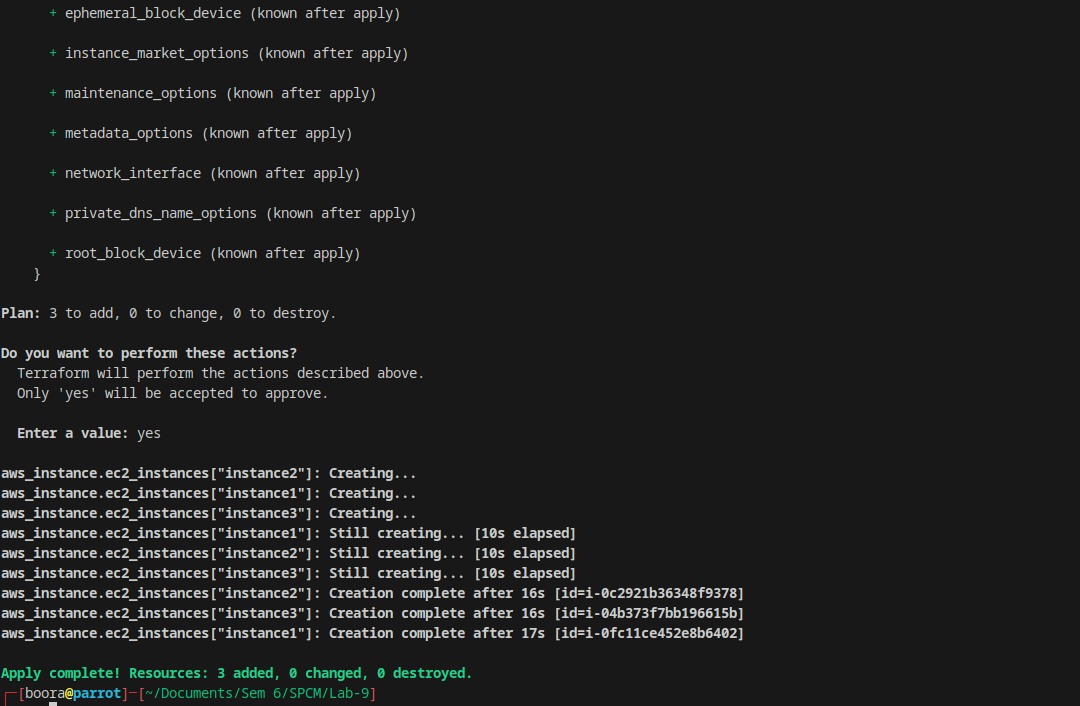 + ephemeral_block_device (known after apply)
+ instance_market_options (known after apply)
+ maintenance_options (known after apply)
+ metadata_options (known after apply)
+ network_interface (known after apply)
+ private_dns_name_options (known after apply)
+ root_block_device (known after apply)
}
Plan: 3 to add, 0 to change, 0 to destroy.
Do you want to perform these actions?
Terraform will perform the actions described above.
Only 'yes' will be accepted to approve.
Enter a value: yes
aws_instance.ec2_instances["instance2"]: Creating...
aws_instance.ec2_instances["instance1"]: Creating...
aws_instance.ec2_instances["instance3"]: Creating...
aws_instance.ec2_instances["instance1"]: Still creating... [10s elapsed]
aws_instance.ec2_instances["instance2"]: Still creating... [10s elapsed]
aws_instance.ec2_instances["instance3"]: Still creating... [10s elapsed]
aws_instance.ec2_instances["instance2"]: Creation complete after 16s [id=i-0c2921b36348f9378]
aws_instance.ec2_instances["instance3"]: Creation complete after 16s [id=i-04b373f7bb196615b]
aws_instance.ec2_instances["instance1"]: Creation complete after 17s [id=i-0fc11ce452e8b6402]
Apply complete! Resources: 3 added, 0 changed, 0 destroyed.
┌─[boora@parrot]─[~/Documents/Sem 6/SPCM/Lab-9]